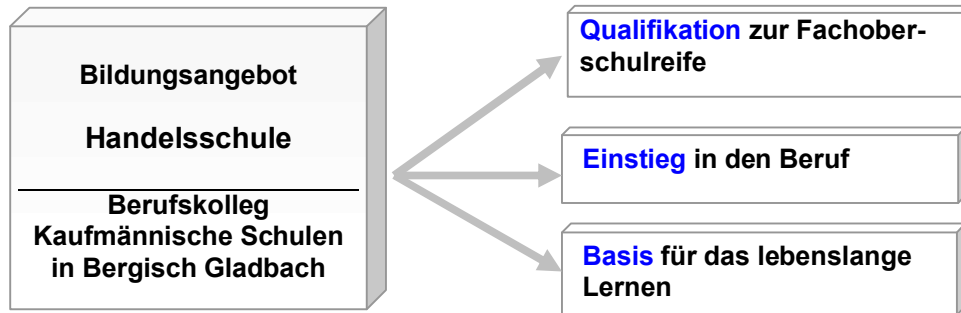 Bildungsangebot
Handelsschule
Berufskolleg
Kaufmännische Schulen
in Bergisch Gladbach
Qualifikation zur Fachober-
schulreife
Einstieg in den Beruf
Basis für das lebenslange
Lernen